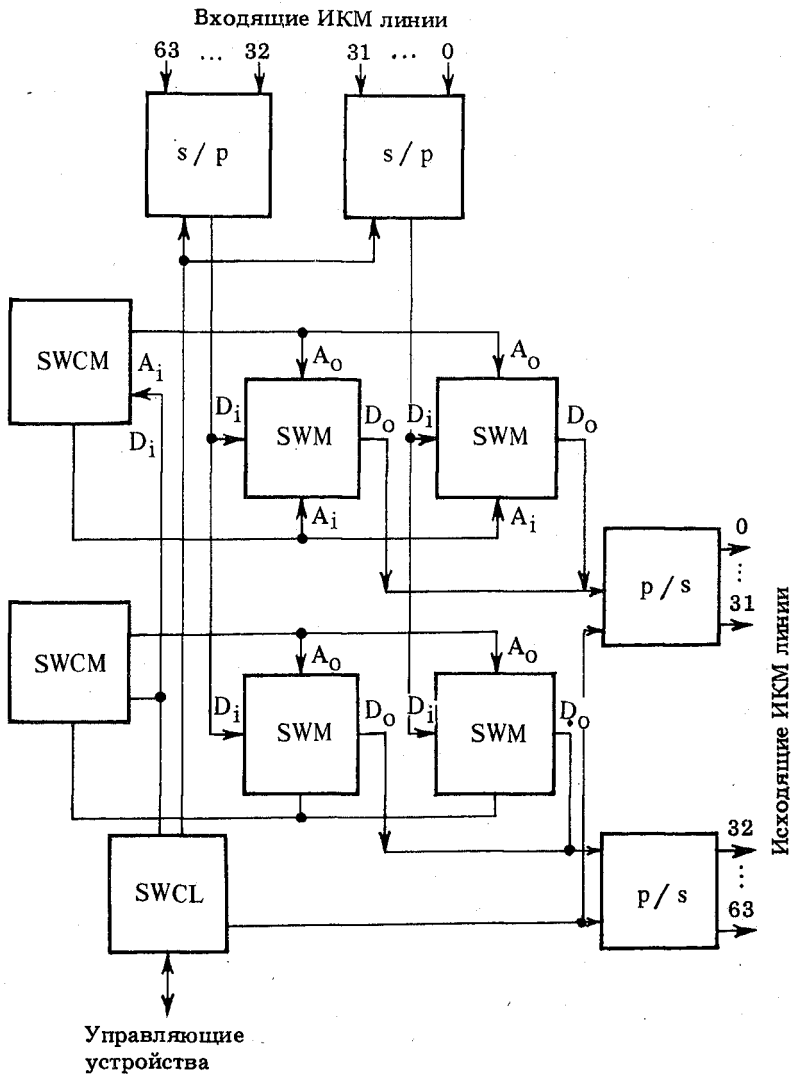 Входящие ИКМ линии
63 ... 32 31 ... 0
s / p s / p
SWCM
A_i
D_i
A_o A_o
D_i SWM D_o D_i SWM D_o
A_i A_i
0
...
31
p / s
SWCM
A_o A_o
D_i SWM D_o D_i SWM D_o
32
...
63
p / s
Исходящие ИКМ линии
SWCL
Управляющие
устройства